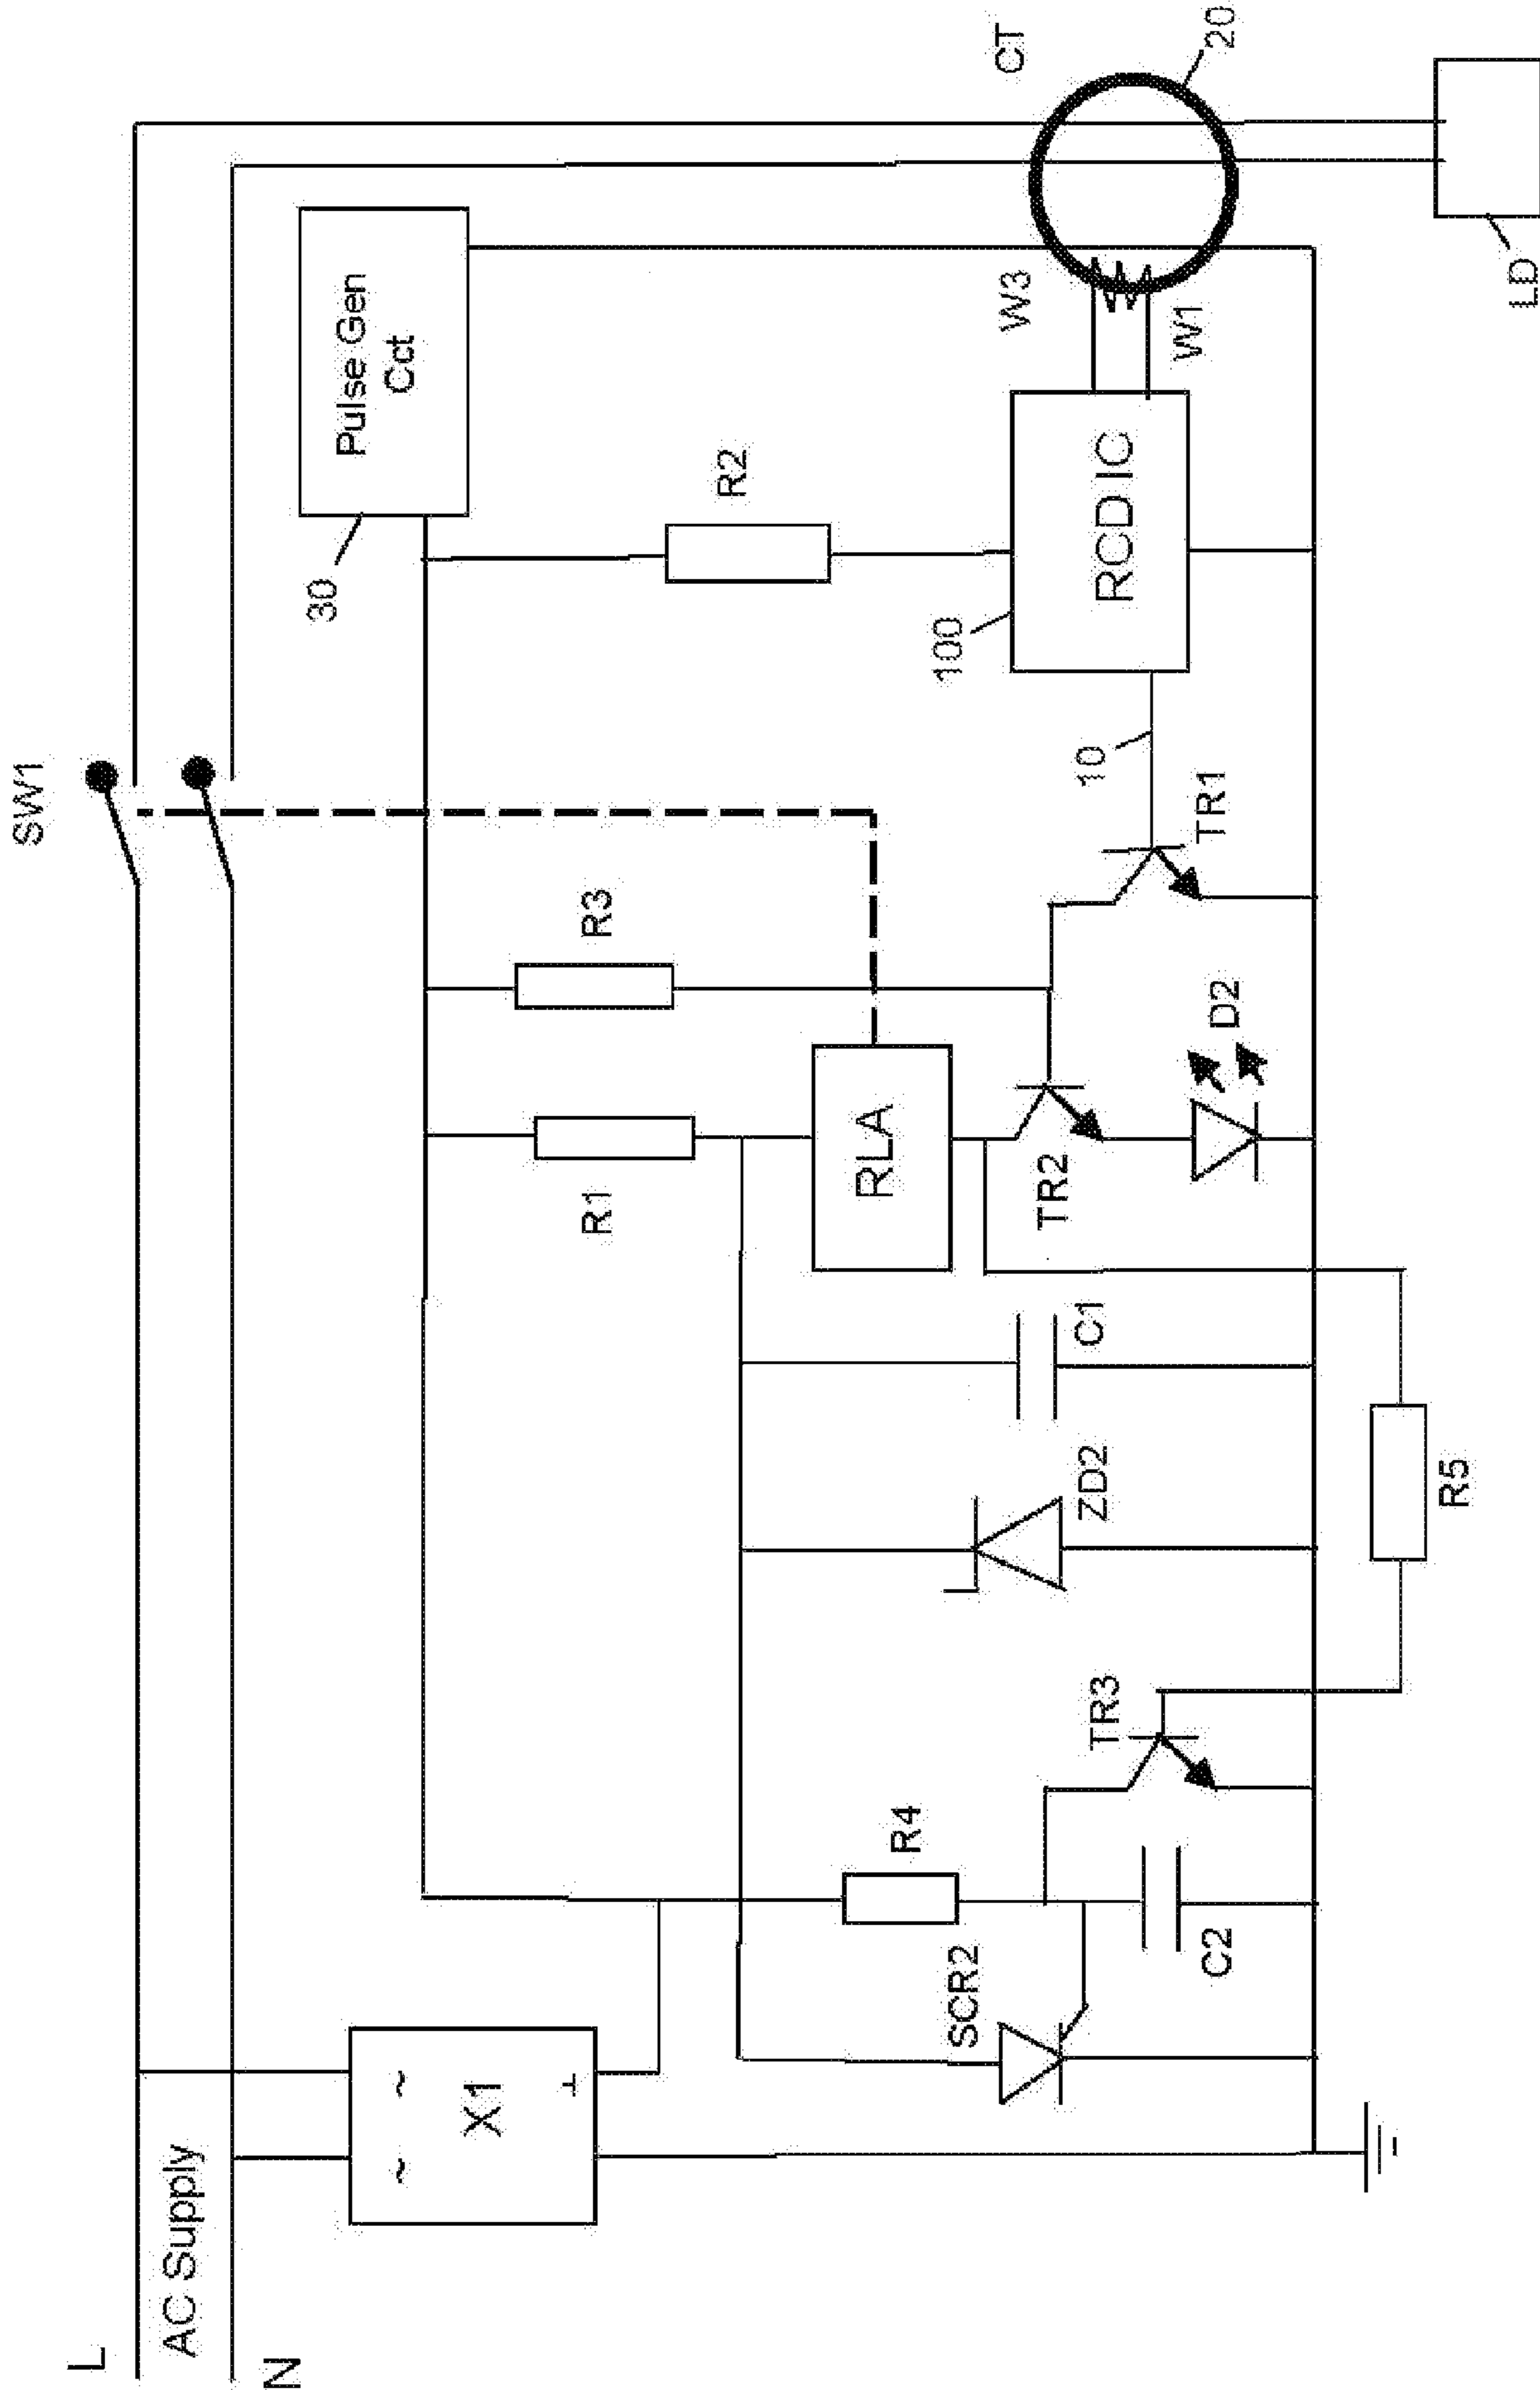 SW1
L
AC Supply
N
~
~
X1
Pulse Gen
Cct
30
R1
R3
R2
RLA
R4
SCR2
TR3
C2
ZD2
C1
R5
TR2
D2
TR1
10
100
RCD IC
W3
W1
CT
20
LD